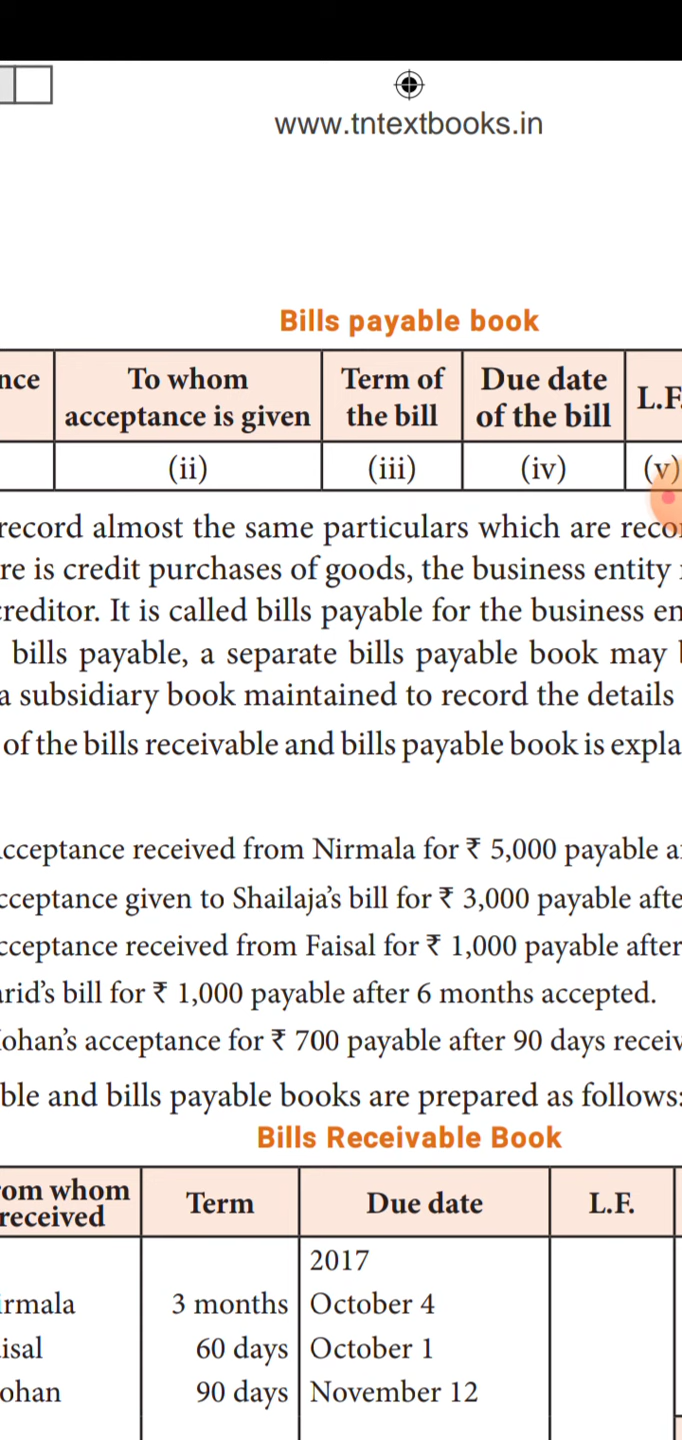 www.tntextbooks.in
Bills payable book
nce To whom acceptance is given Term of the bill Due date of the bill L.F.
(ii) (iii) (iv) (v)
record almost the same particulars which are reco
re is credit purchases of goods, the business entity
creditor. It is called bills payable for the business en
bills payable, a separate bills payable book may
a subsidiary book maintained to record the details
of the bills receivable and bills payable book is expla
cceptance received from Nirmala for ₹ 5,000 payable a
cceptance given to Shailaja’s bill for ₹ 3,000 payable afte
cceptance received from Faisal for ₹ 1,000 payable after
arid’s bill for ₹ 1,000 payable after 6 months accepted.
ohan’s acceptance for ₹ 700 payable after 90 days receiv
ble and bills payable books are prepared as follows:
Bills Receivable Book
om whom received Term Due date L.F.
2017
irmala 3 months October 4
isal 60 days October 1
ohan 90 days November 12